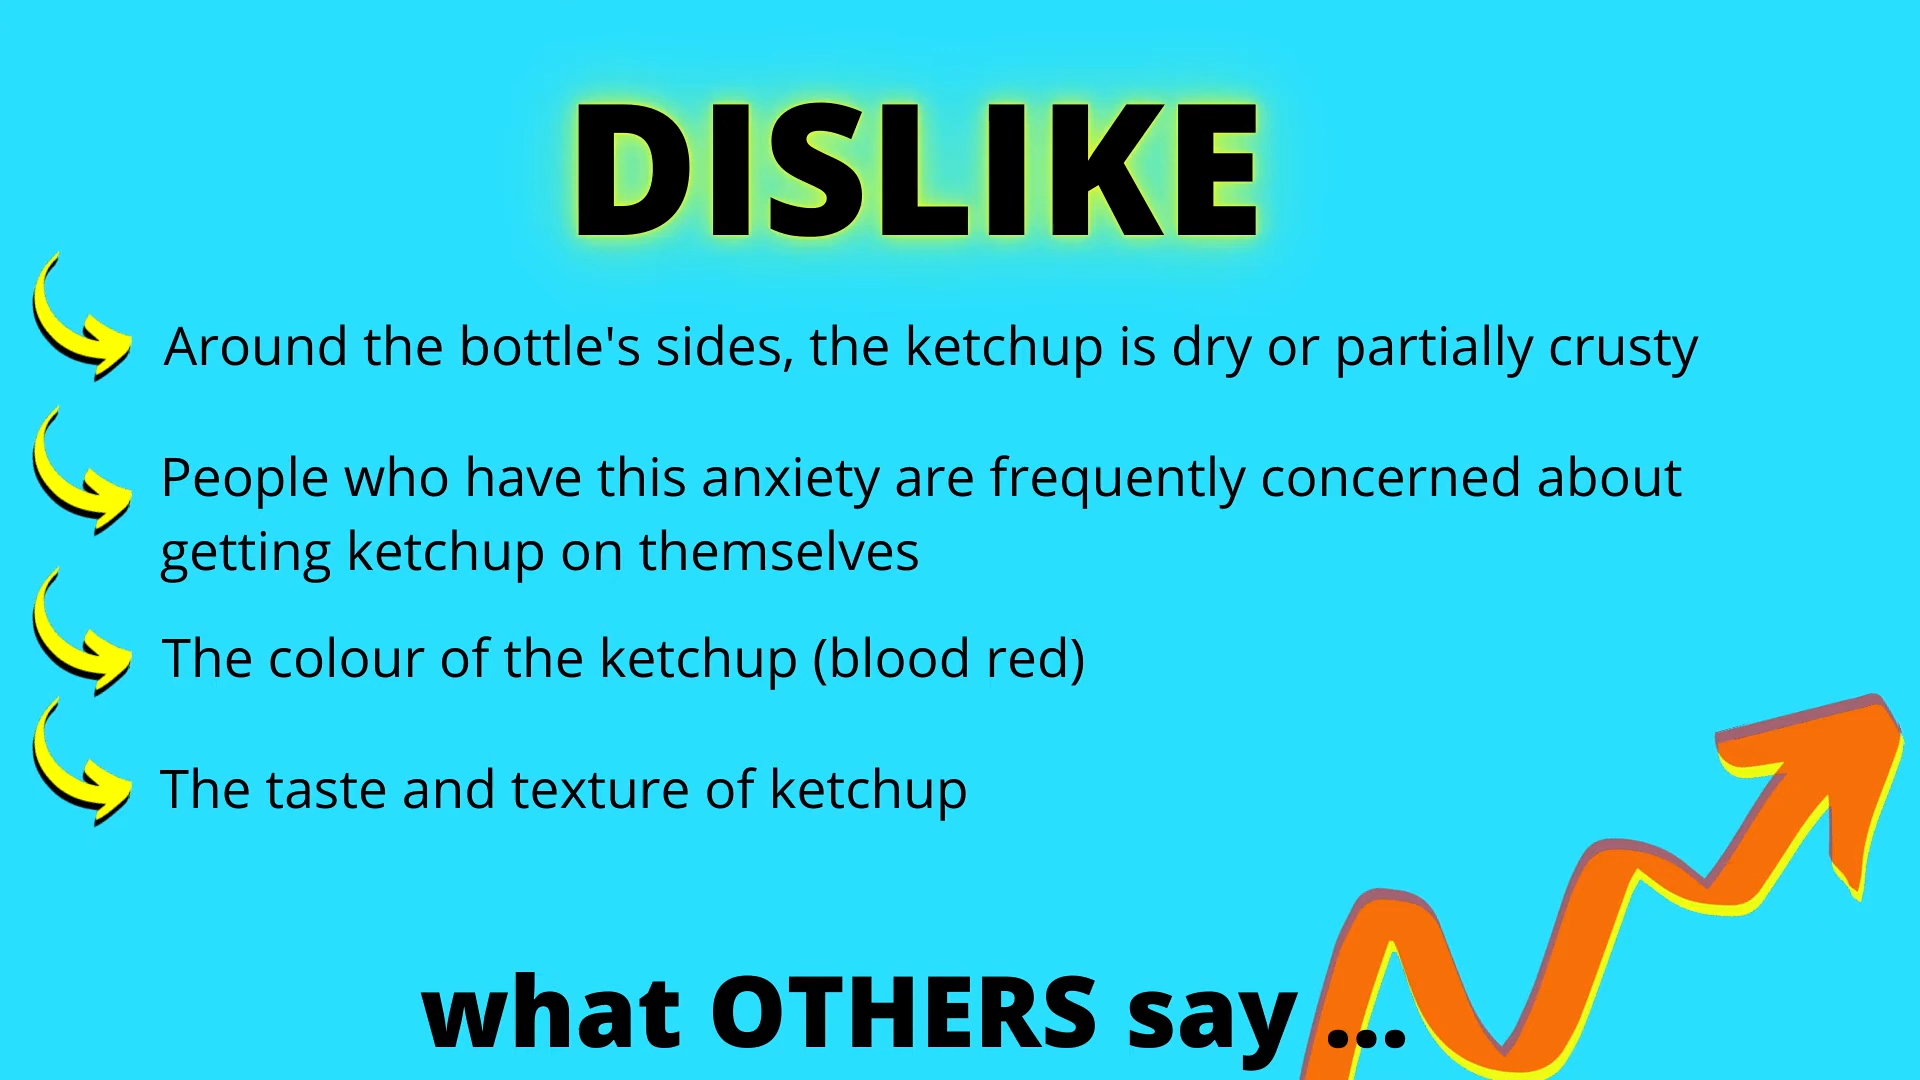 DISLIKE
Around the bottle's sides, the ketchup is dry or partially crusty
People who have this anxiety are frequently concerned about
getting ketchup on themselves
The colour of the ketchup (blood red)
The taste and texture of ketchup
what OTHERS say ...